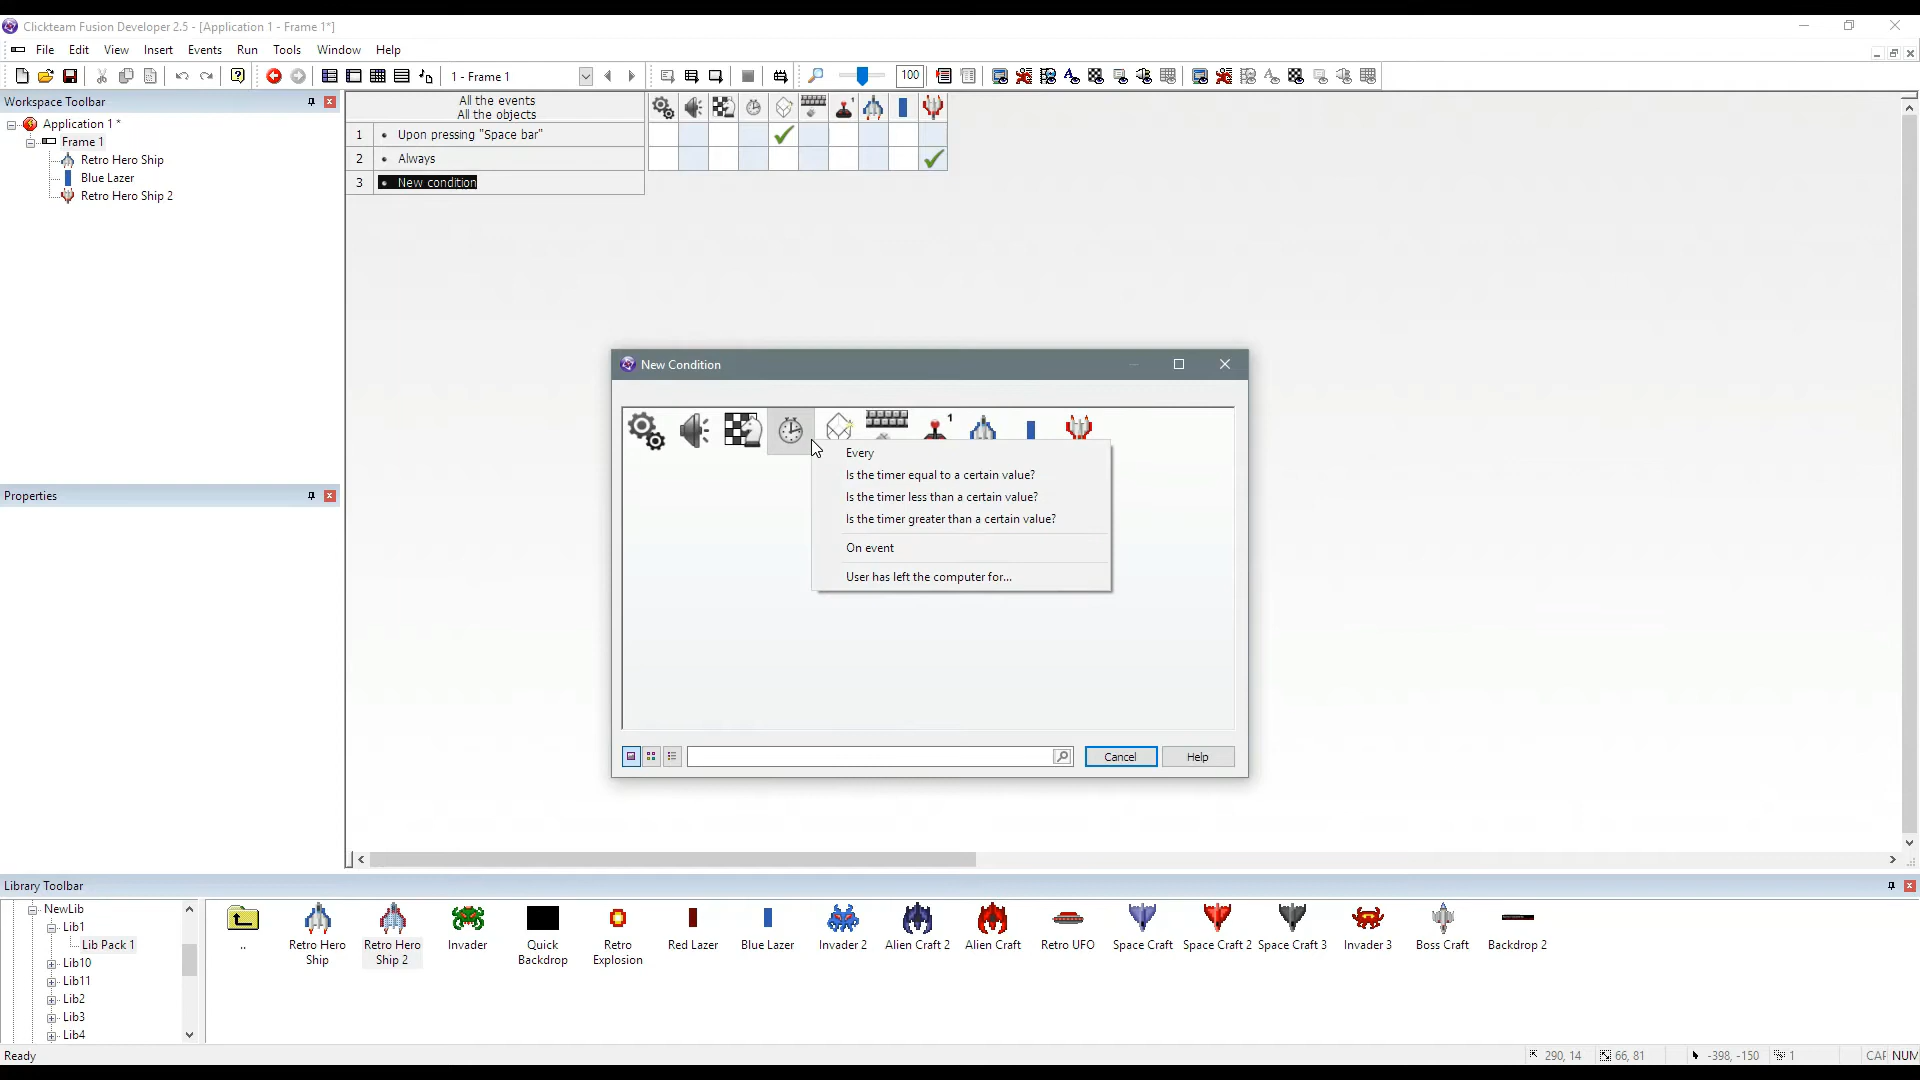 Clickteam Fusion Developer 2.5 - [Application 1 - Frame 1*]
File Edit View Insert Events Run Tools Window Help
1 - Frame 1
100
Workspace Toolbar
Application 1 *
Frame 1
Retro Hero Ship
Blue Lazer
Retro Hero Ship 2
Properties
All the events
All the objects
1 • Upon pressing "Space bar"
2 • Always
3 • New condition
New Condition
1
Every
Is the timer equal to a certain value?
Is the timer less than a certain value?
Is the timer greater than a certain value?
On event
User has left the computer for...
Cancel Help
Library Toolbar
NewLib
Lib1
Lib Pack 1
Lib10
Lib11
Lib2
Lib3
Lib4
..
Retro Hero Ship
Retro Hero Ship 2
Invader
Quick Backdrop
Retro Explosion
Red Lazer
Blue Lazer
Invader 2
Alien Craft 2
Alien Craft
Retro UFO
Space Craft
Space Craft 2
Space Craft 3
Invader 3
Boss Craft
Backdrop 2
Ready
290, 14 66, 81 -398, -150 1 CAP NUM